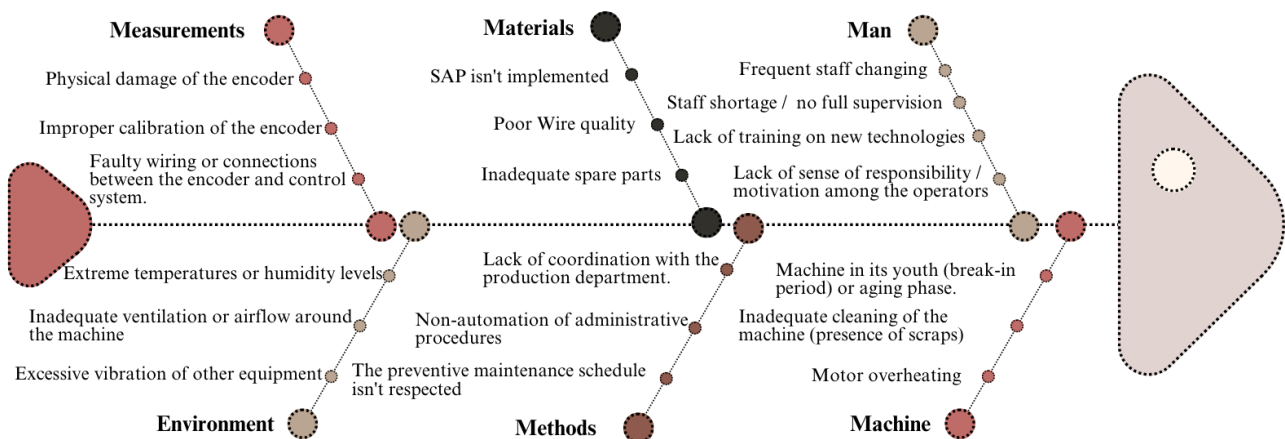 Measurements
Physical damage of the encoder
Improper calibration of the encoder
Faulty wiring or connections
between the encoder and control
system.
Materials
SAP isn't implemented
Poor Wire quality
Inadequate spare parts
Man
Frequent staff changing
Staff shortage / no full supervision
Lack of training on new technologies
Lack of sense of responsibility /
motivation among the operators
Extreme temperatures or humidity levels
Inadequate ventilation or airflow around
the machine
Excessive vibration of other equipment
Environment
Lack of coordination with the
production department.
Non-automation of administrative
procedures
The preventive maintenance schedule
isn't respected
Methods
Machine in its youth (break-in
period) or aging phase.
Inadequate cleaning of the
machine (presence of scraps)
Motor overheating
Machine